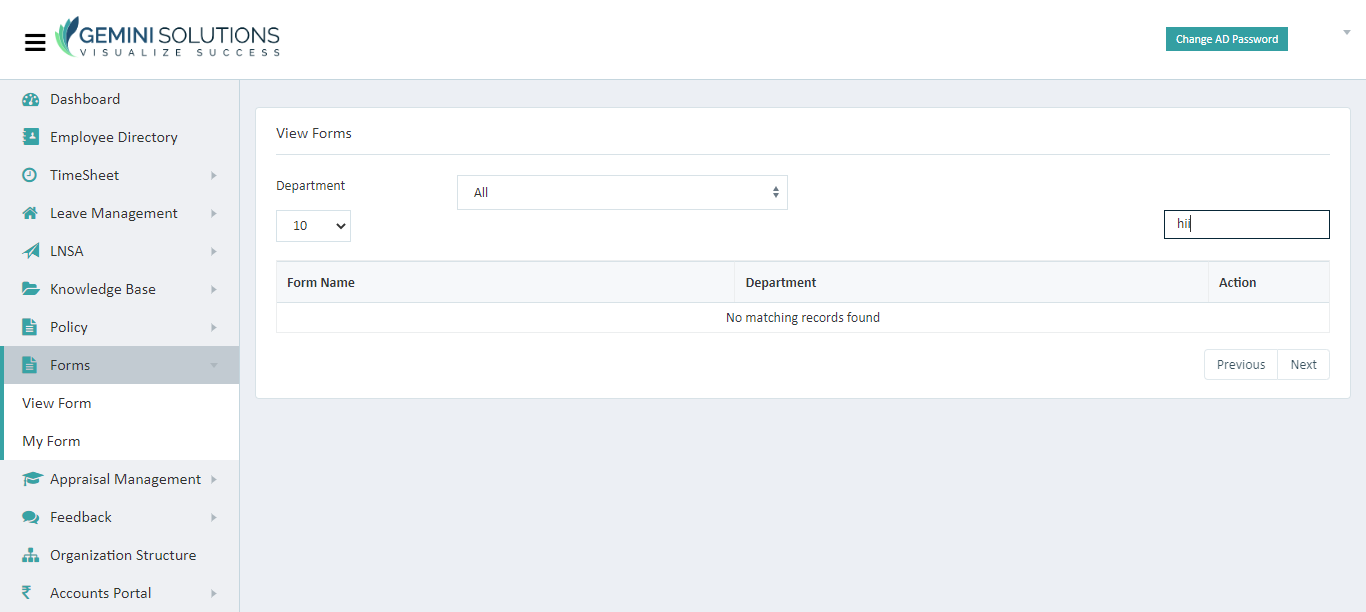 GEMINI SOLUTIONS
VISUALIZE SUCCESS
Change AD Password
Dashboard
Employee Directory
TimeSheet
Leave Management
LNSA
Knowledge Base
Policy
Forms
View Form
My Form
Appraisal Management
Feedback
Organization Structure
₹ Accounts Portal
View Forms
Department All
10 hii
Form Name Department Action
No matching records found
Previous Next